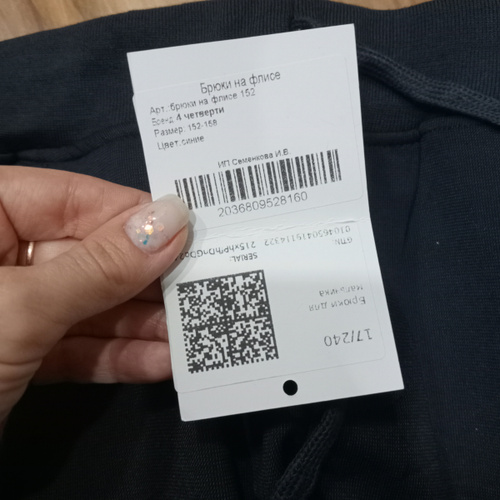 Брюки на флисе
Арт.: брюки на флисе 152
Бренд: 4 четверти
Размер: 152-158
Цвет: синие
ИП Семенкова И.В.
2036809528160
GTIN:
SERIAL:
Брюки для
мальчика
17/240